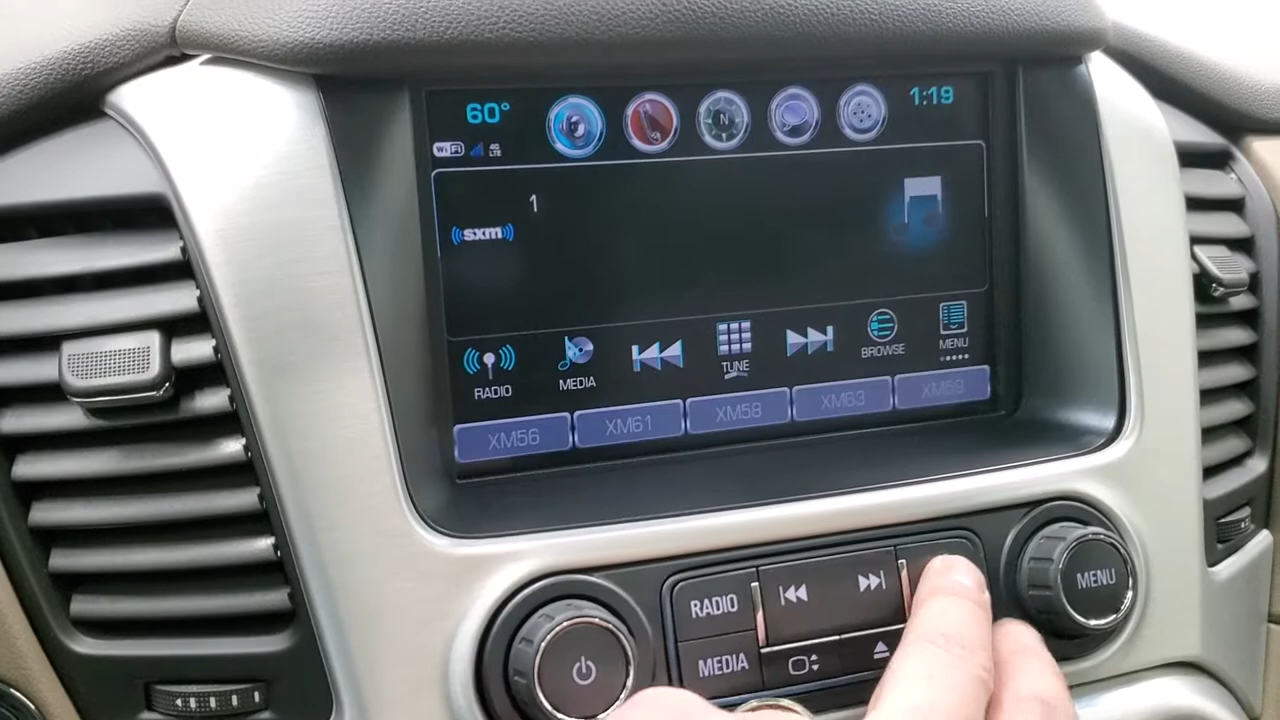 60°
N
1:19
WiFi
4G
LTE
1
((sxm))
RADIO
MEDIA
TUNE
BROWSE
MENU
XM56
XM61
XM58
XM63
XM59
RADIO
MEDIA
MENU